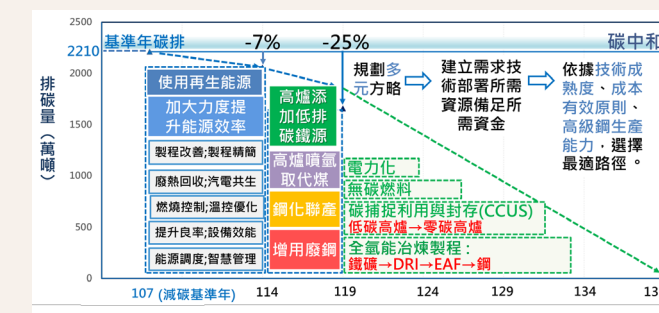 2500
基準年碳排
-7%
-25%
碳中和
2210
2000
1500
1000
500
0
排碳量（萬噸）
使用再生能源
加大力度提
升能源效率
製程改善;製程精簡
廢熱回收;汽電共生
燃燒控制;溫控優化
提升良率;設備效能
能源調度;智慧管理
高爐添
加低排
碳鐵源
高爐噴氫
取代煤
鋼化聯產
增用廢鋼
規劃多
元方略
建立需求技
術部署所需
資源備足所
需資金
依據技術成
熟度、成本
有效原則、
高級鋼生產
能力，選擇
最適路徑。
電力化
無碳燃料
碳捕捉利用與封存(CCUS)
低碳高爐→零碳高爐
全氫能冶煉製程：
鐵礦→DRI→EAF→鋼
107 (減碳基準年)
114
119
124
129
134